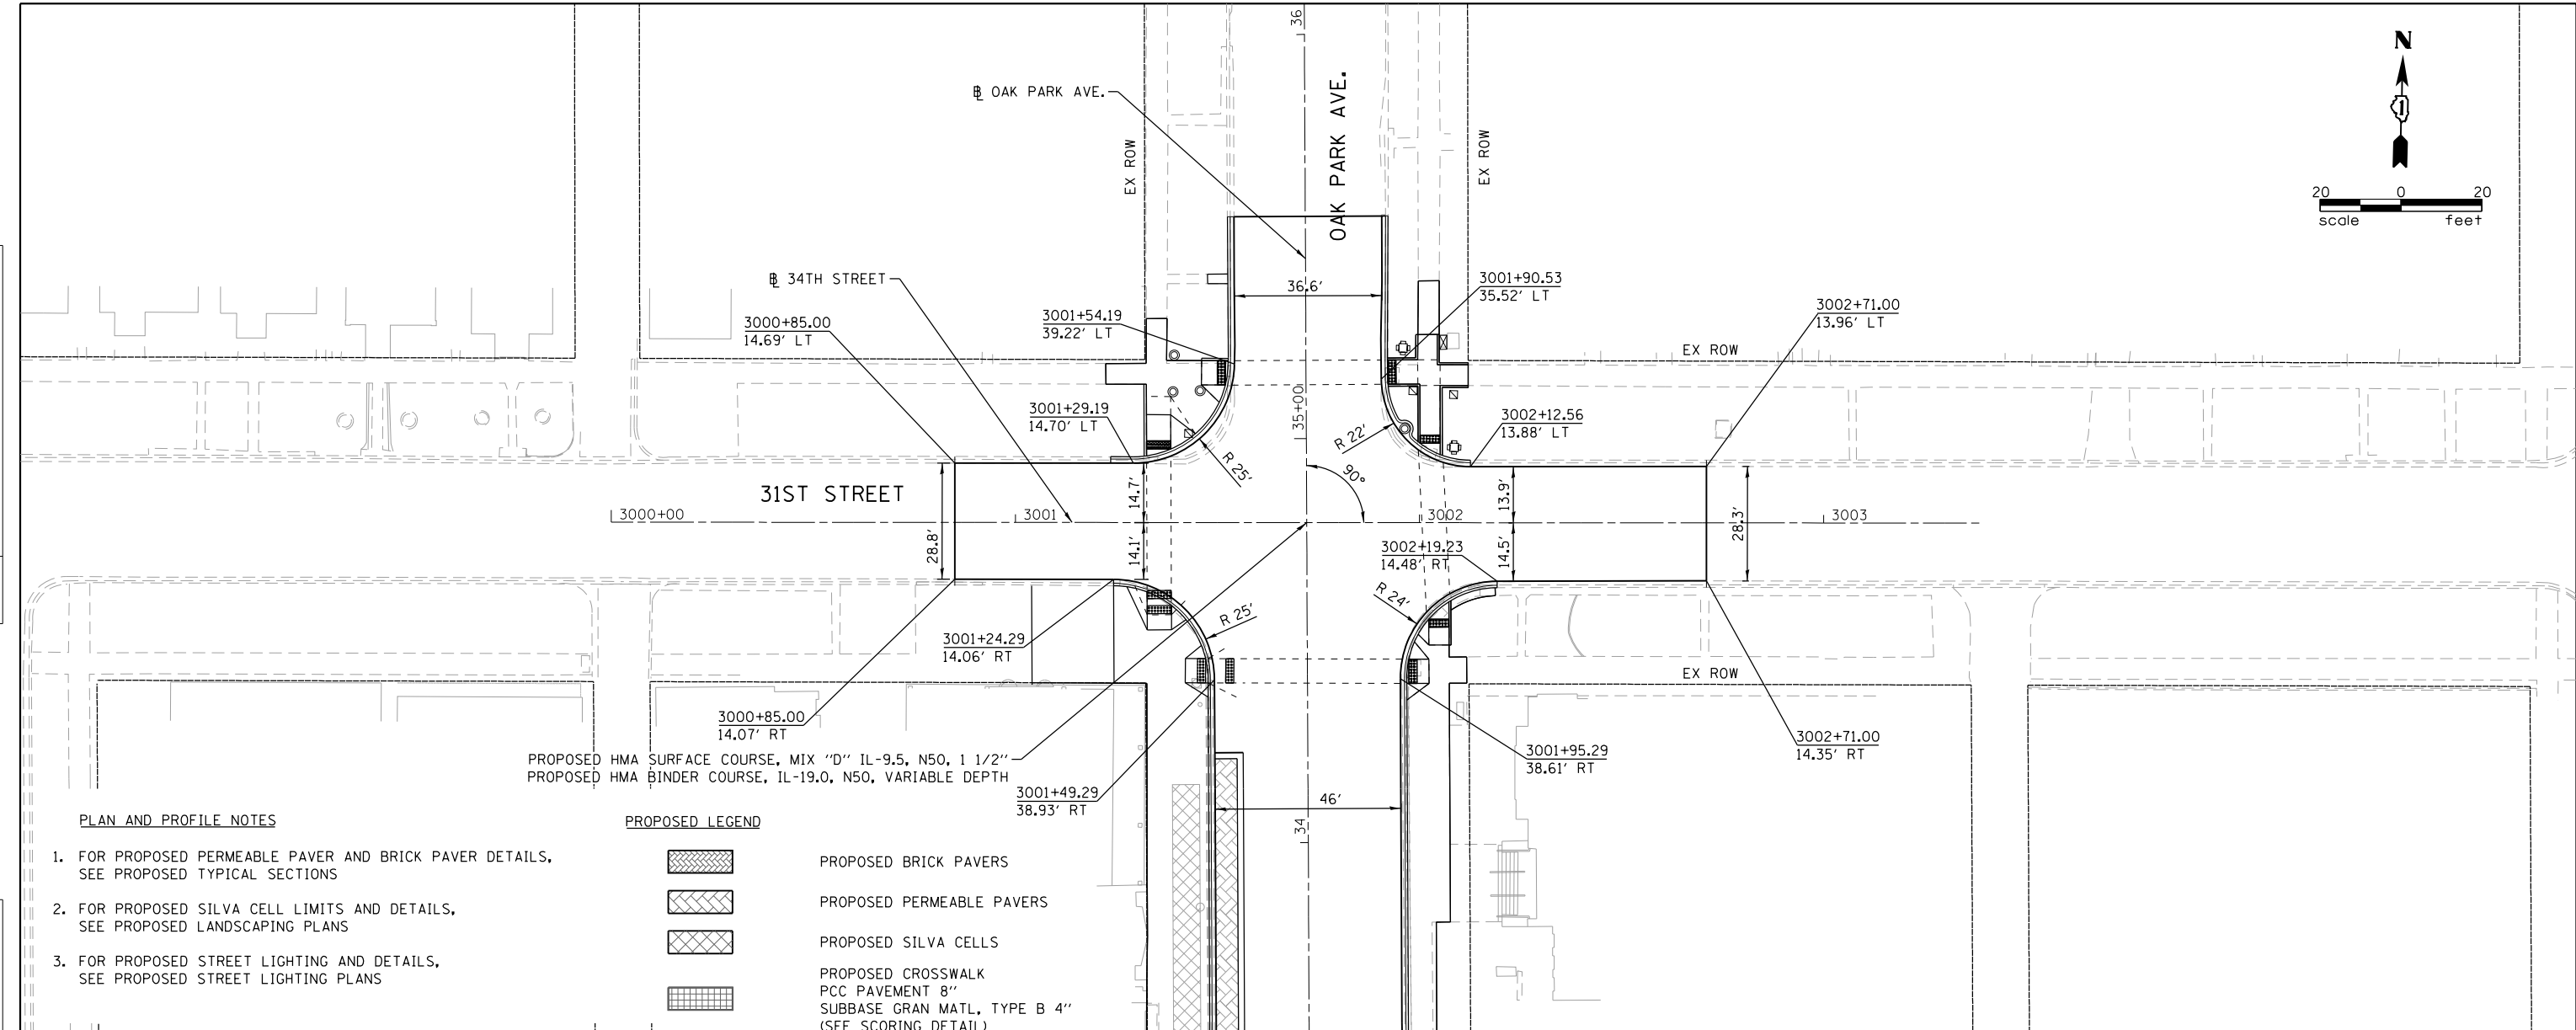 36
N
1
20 0 20
scale feet
℄ OAK PARK AVE.
OAK PARK AVE.
EX ROW
EX ROW
℄ 34TH STREET
36.6'
3001+90.53
35.52' LT
3002+71.00
13.96' LT
3001+54.19
39.22' LT
3000+85.00
14.69' LT
EX ROW
35+00
3001+29.19
14.70' LT
3002+12.56
13.88' LT
R 22'
R 25'
90°
31ST STREET
14.7'
13.9'
3000+00
3001
3002
3003
28.8'
14.1'
14.5'
28.3'
3002+19.23
14.48' RT
R 25'
R 24'
3001+24.29
14.06' RT
EX ROW
3000+85.00
14.07' RT
3002+71.00
14.35' RT
3001+95.29
38.61' RT
PROPOSED HMA SURFACE COURSE, MIX "D" IL-9.5, N50, 1 1/2"
PROPOSED HMA BINDER COURSE, IL-19.0, N50, VARIABLE DEPTH
3001+49.29
38.93' RT
46'
34
PLAN AND PROFILE NOTES
1. FOR PROPOSED PERMEABLE PAVER AND BRICK PAVER DETAILS,
SEE PROPOSED TYPICAL SECTIONS
2. FOR PROPOSED SILVA CELL LIMITS AND DETAILS,
SEE PROPOSED LANDSCAPING PLANS
3. FOR PROPOSED STREET LIGHTING AND DETAILS,
SEE PROPOSED STREET LIGHTING PLANS
PROPOSED LEGEND
PROPOSED BRICK PAVERS
PROPOSED PERMEABLE PAVERS
PROPOSED SILVA CELLS
PROPOSED CROSSWALK
PCC PAVEMENT 8"
SUBBASE GRAN MATL, TYPE B 4"
(SEE SCORING DETAIL)